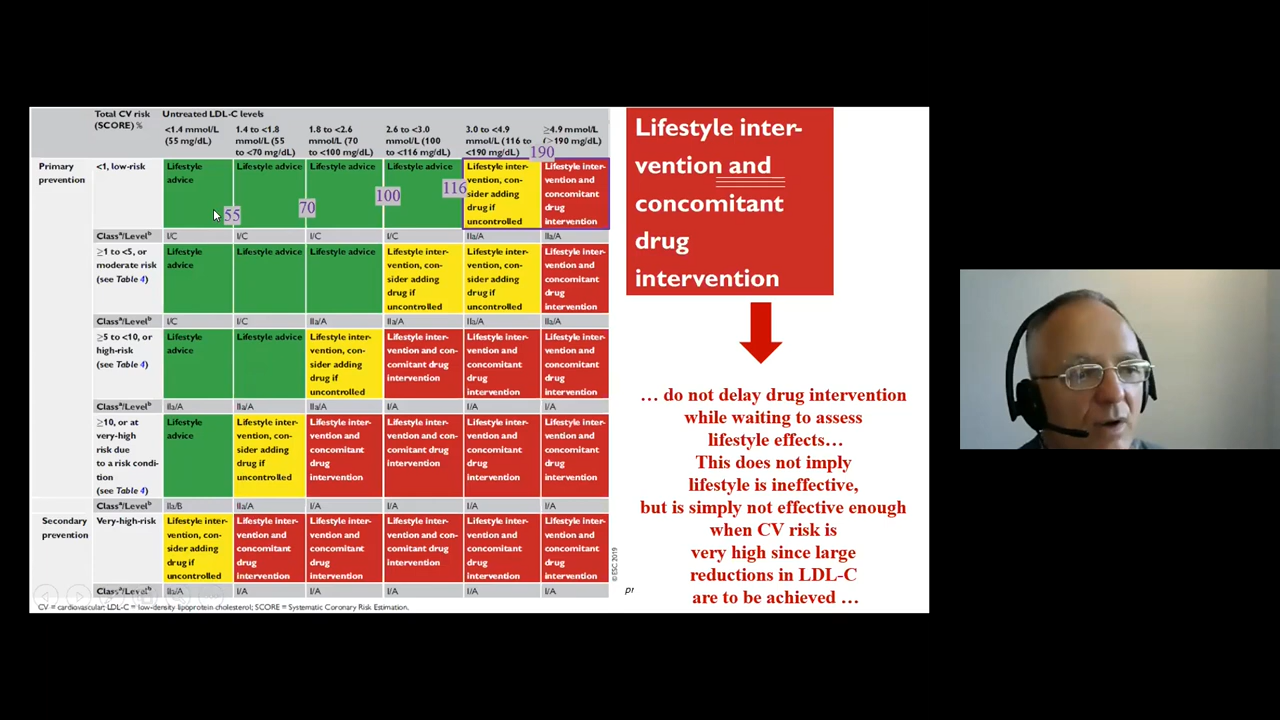 Total CV risk (SCORE) %
Untreated LDL-C levels
<1.4 mmol/L (55 mg/dL)
1.4 to <1.8 mmol/L (55 to <70 mg/dL)
1.8 to <2.6 mmol/L (70 to <100 mg/dL)
2.6 to <3.0 mmol/L (100 to <116 mg/dL)
3.0 to <4.9 mmol/L (116 to <190 mg/dL)
≥4.9 mmol/L (≥190 mg/dL)
190
Primary prevention
<1, low-risk
Lifestyle advice
Lifestyle advice
Lifestyle advice
Lifestyle advice
Lifestyle intervention, consider adding drug if uncontrolled
Lifestyle intervention and concomitant drug intervention
55
70
100
116
Classᵃ/Levelᵇ
I/C
I/C
I/C
I/C
IIa/A
IIa/A
≥1 to <5, or moderate risk (see Table 4)
Lifestyle advice
Lifestyle advice
Lifestyle advice
Lifestyle intervention, consider adding drug if uncontrolled
Lifestyle intervention, consider adding drug if uncontrolled
Lifestyle intervention and concomitant drug intervention
Classᵃ/Levelᵇ
I/C
I/C
IIa/A
IIa/A
IIa/A
IIa/A
≥5 to <10, or high-risk (see Table 4)
Lifestyle advice
Lifestyle advice
Lifestyle intervention, consider adding drug if uncontrolled
Lifestyle intervention and concomitant drug intervention
Lifestyle intervention and concomitant drug intervention
Lifestyle intervention and concomitant drug intervention
Classᵃ/Levelᵇ
IIa/A
IIa/A
IIa/A
I/A
I/A
I/A
≥10, or at very-high risk due to a risk condition (see Table 4)
Lifestyle advice
Lifestyle intervention, consider adding drug if uncontrolled
Lifestyle intervention and concomitant drug intervention
Lifestyle intervention and concomitant drug intervention
Lifestyle intervention and concomitant drug intervention
Lifestyle intervention and concomitant drug intervention
Classᵃ/Levelᵇ
IIa/B
IIa/A
I/A
I/A
I/A
I/A
Secondary prevention
Very-high-risk
Lifestyle intervention, consider adding drug if uncontrolled
Lifestyle intervention and concomitant drug intervention
Lifestyle intervention and concomitant drug intervention
Lifestyle intervention and concomitant drug intervention
Lifestyle intervention and concomitant drug intervention
Lifestyle intervention and concomitant drug intervention
Classᵃ/Levelᵇ
IIa/A
I/A
I/A
I/A
I/A
I/A
©ESC 2019
CV = cardiovascular; LDL-C = low-density lipoprotein cholesterol; SCORE = Systematic Coronary Risk Estimation.
Lifestyle inter-
vention and
concomitant
drug
intervention
… do not delay drug intervention
while waiting to assess
lifestyle effects…
This does not imply
lifestyle is ineffective,
but is simply not effective enough
when CV risk is
very high since large
reductions in LDL-C
are to be achieved …
pr